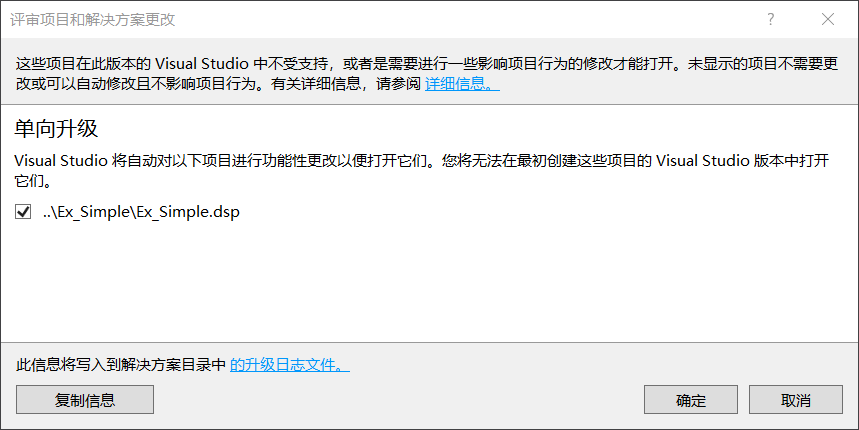 评审项目和解决方案更改
这些项目在此版本的 Visual Studio 中不受支持，或者是需要进行一些影响项目行为的修改才能打开。未显示的项目不需要更
改或可以自动修改且不影响项目行为。有关详细信息，请参阅 详细信息。
单向升级
Visual Studio 将自动对以下项目进行功能性更改以便打开它们。您将无法在最初创建这些项目的 Visual Studio 版本中打开
它们。
..\Ex_Simple\Ex_Simple.dsp
此信息将写入到解决方案目录中 的升级日志文件。
复制信息
确定
取消